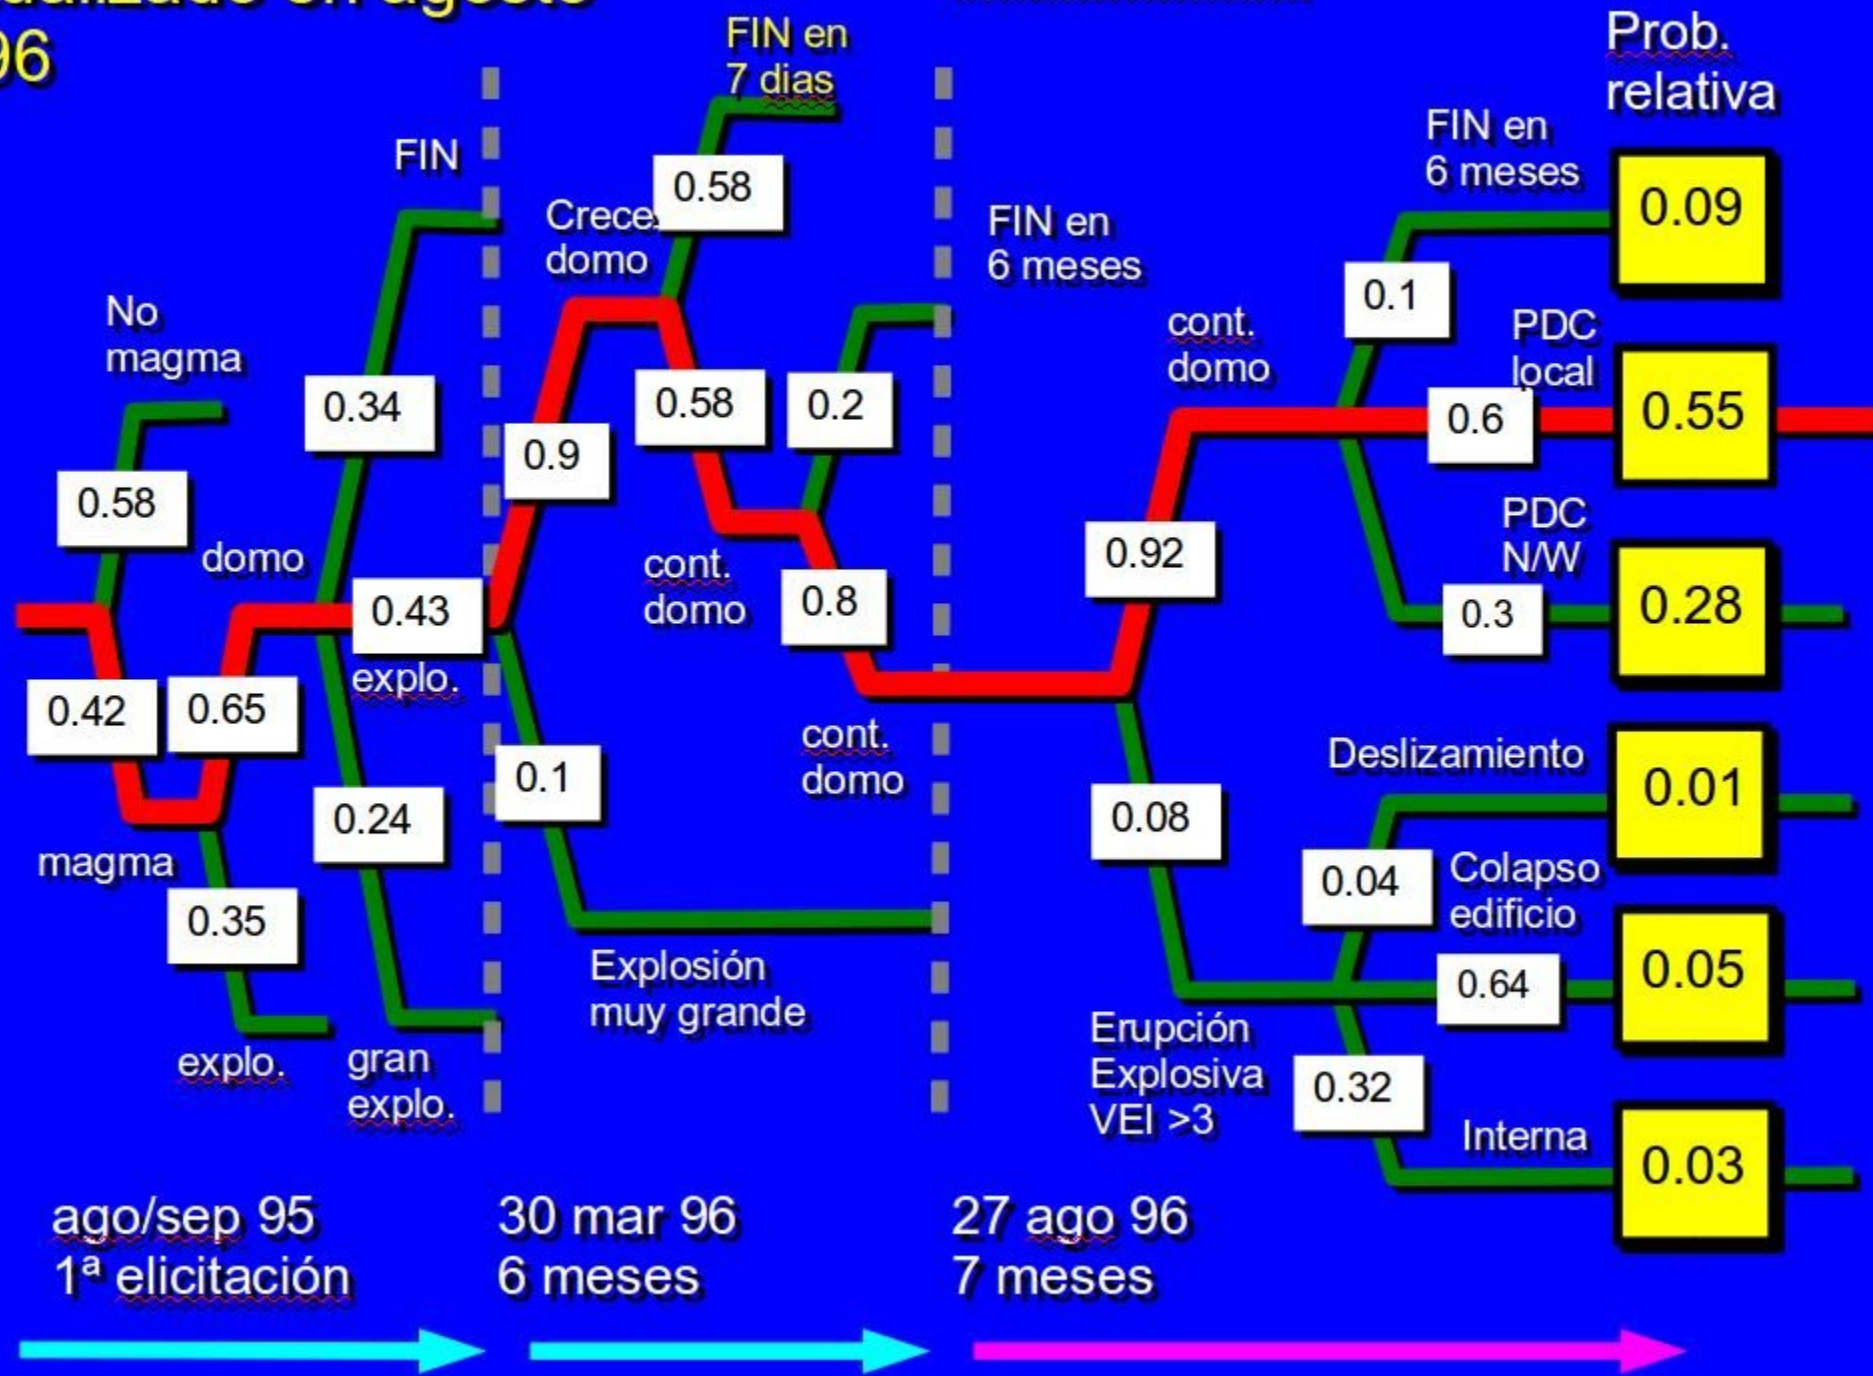 96
FIN en
7 dias
Prob.
relativa
FIN
0.58
Crece
domo
FIN en
6 meses
FIN en
6 meses
0.09
No
magma
0.34
0.58
0.2
0.1
cont.
domo
PDC
local
0.6
0.55
0.58
domo
0.43
explo.
0.9
cont.
domo
0.8
0.92
PDC
N/W
0.3
0.28
0.42
0.65
magma
0.35
explo.
0.24
gran
explo.
0.1
Explosión
muy grande
cont.
domo
0.08
Erupción
Explosiva
VEI >3
Deslizamiento
0.01
0.04
Colapso
edificio
0.64
0.05
0.32
Interna
0.03
ago/sep 95
1ª elicitación
30 mar 96
6 meses
27 ago 96
7 meses